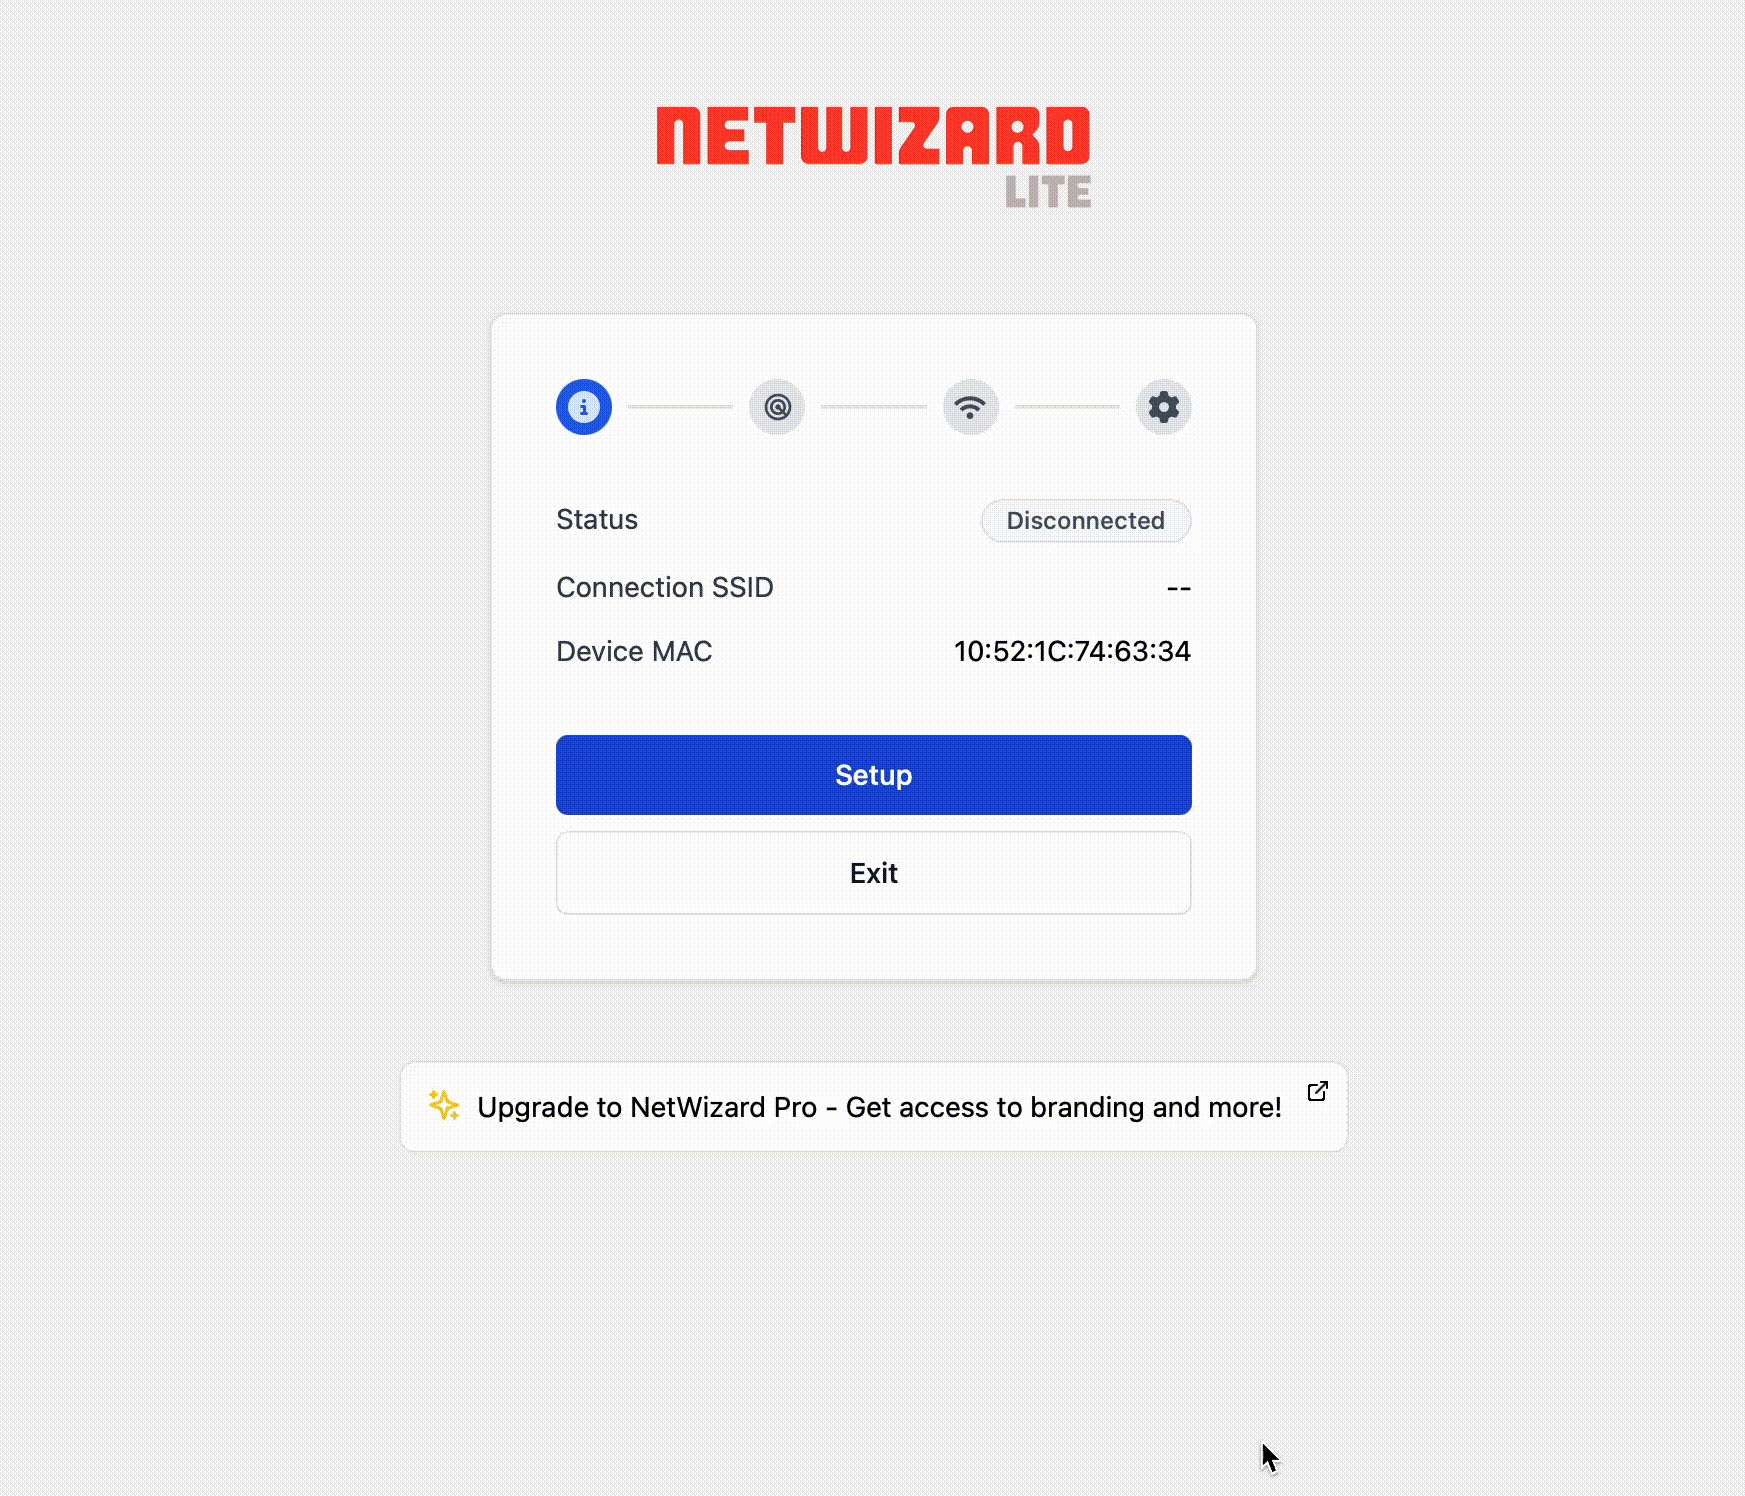 NETWIZARD
LITE
Status Disconnected
Connection SSID --
Device MAC 10:52:1C:74:63:34
Setup
Exit
Upgrade to NetWizard Pro - Get access to branding and more!